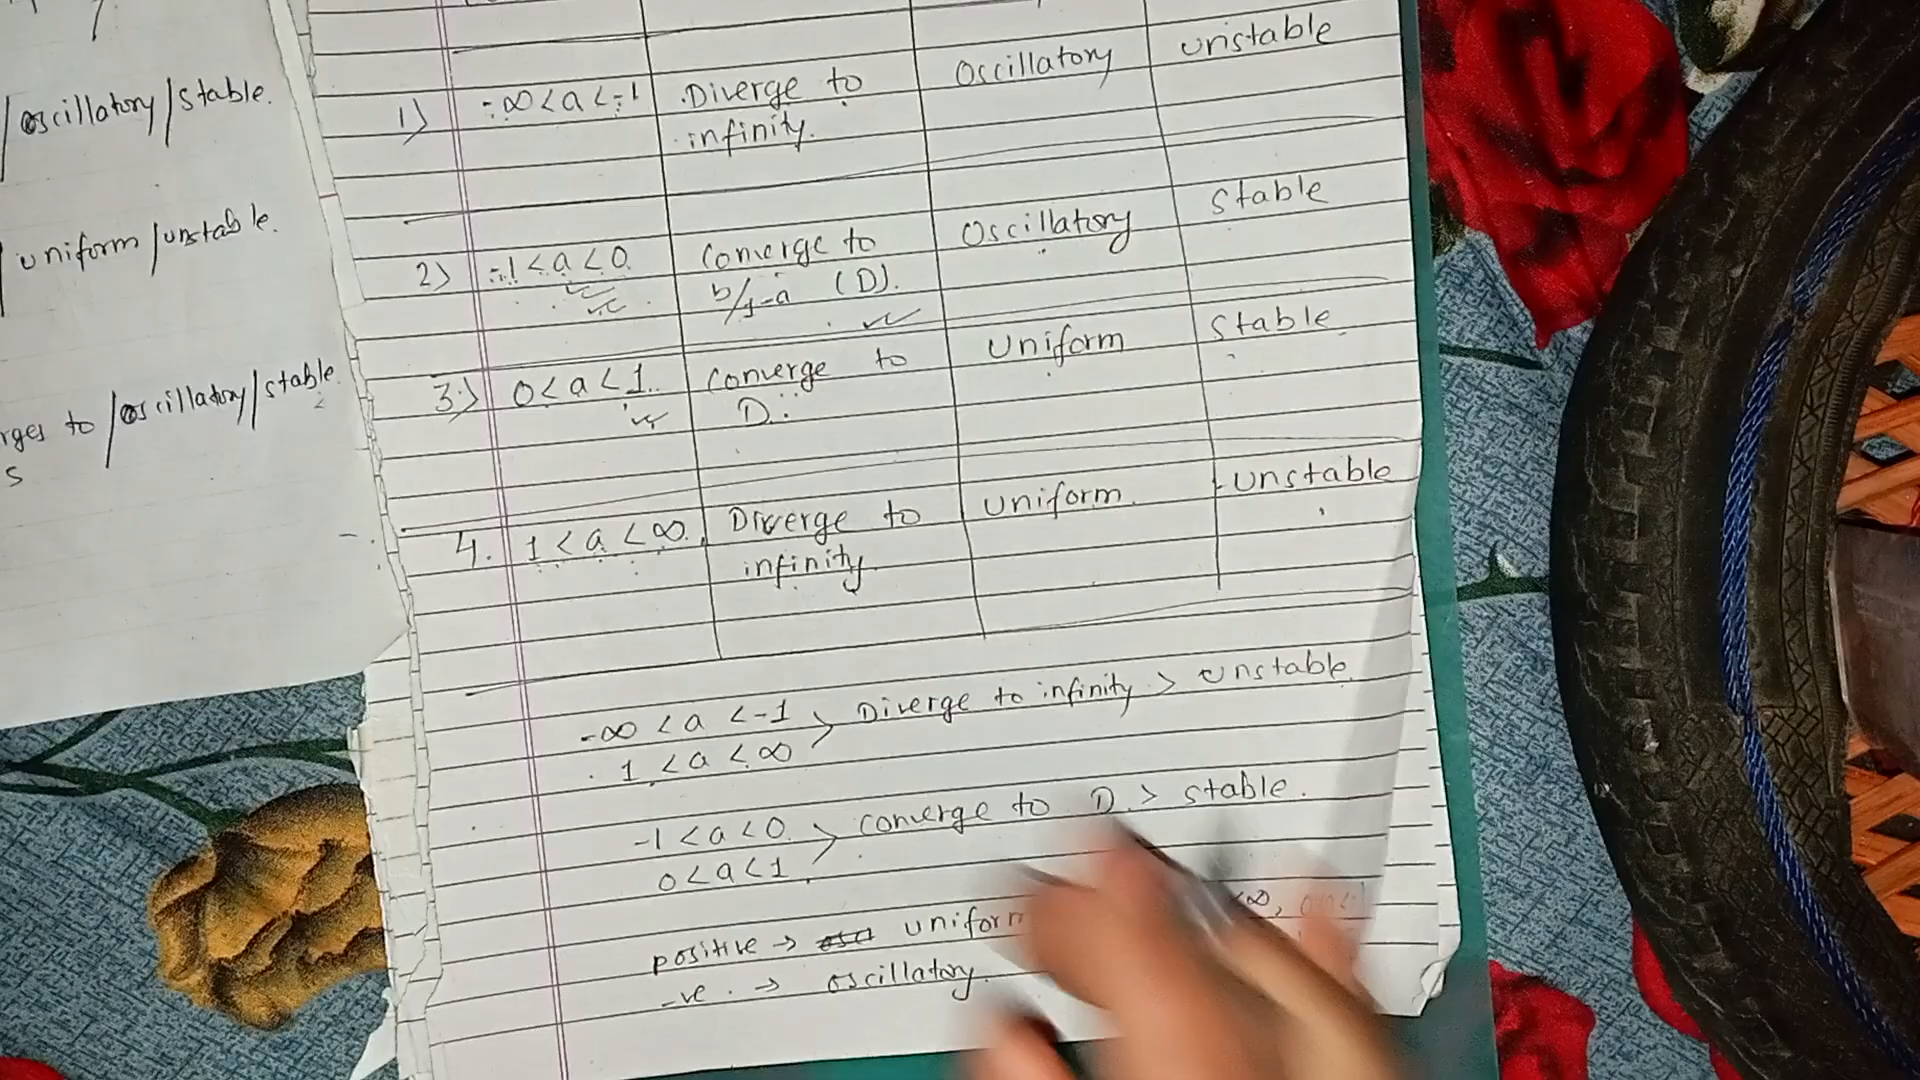 /oscillatory/stable.
/uniform/unstable.
rges to /oscillatory/stable.
s
1) -∞<a<-1 Diverge to infinity. Oscillatory unstable
2) -1<a<0 Converge to b/1-a (D). Oscillatory stable
3) 0<a<1 Converge to D. uniform stable
4. 1<a<∞ Diverge to infinity. uniform. unstable
-∞<a<-1
1<a<∞ > Diverge to infinity > unstable.
-1<a<0
0<a<1 > converge to D > stable.
positive → uniform <∞,
-ve → oscillatory.